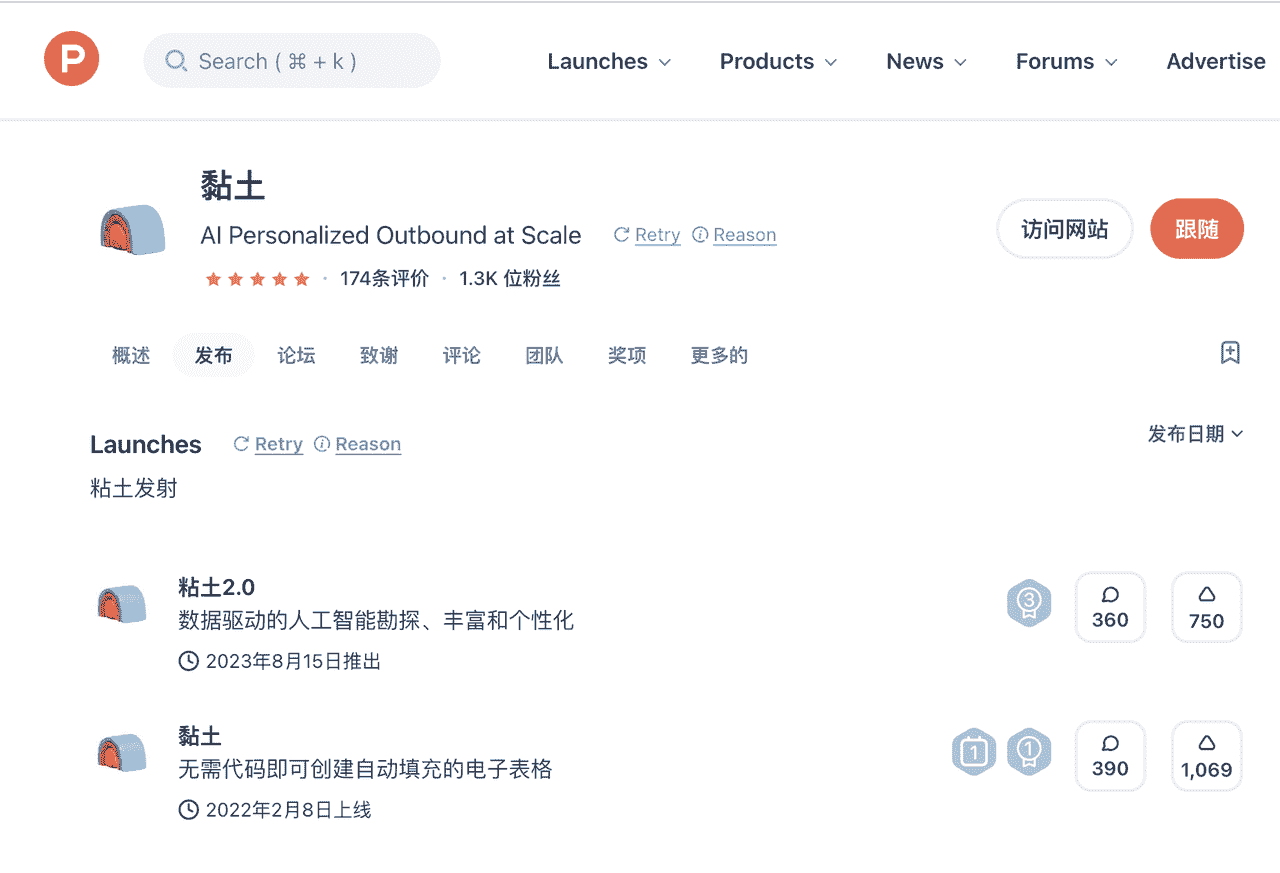 P Search ( ⌘ + k ) Launches Products News Forums Advertise
黏土
AI Personalized Outbound at Scale Retry Reason
174条评价 · 1.3K 位粉丝
访问网站 跟随
概述 发布 论坛 致谢 评论 团队 奖项 更多的
Launches Retry Reason
发布日期
粘土发射
粘土2.0
数据驱动的人工智能勘探、丰富和个性化
2023年8月15日推出
3 360 750
黏土
无需代码即可创建自动填充的电子表格
2022年2月8日上线
1 1 390 1,069